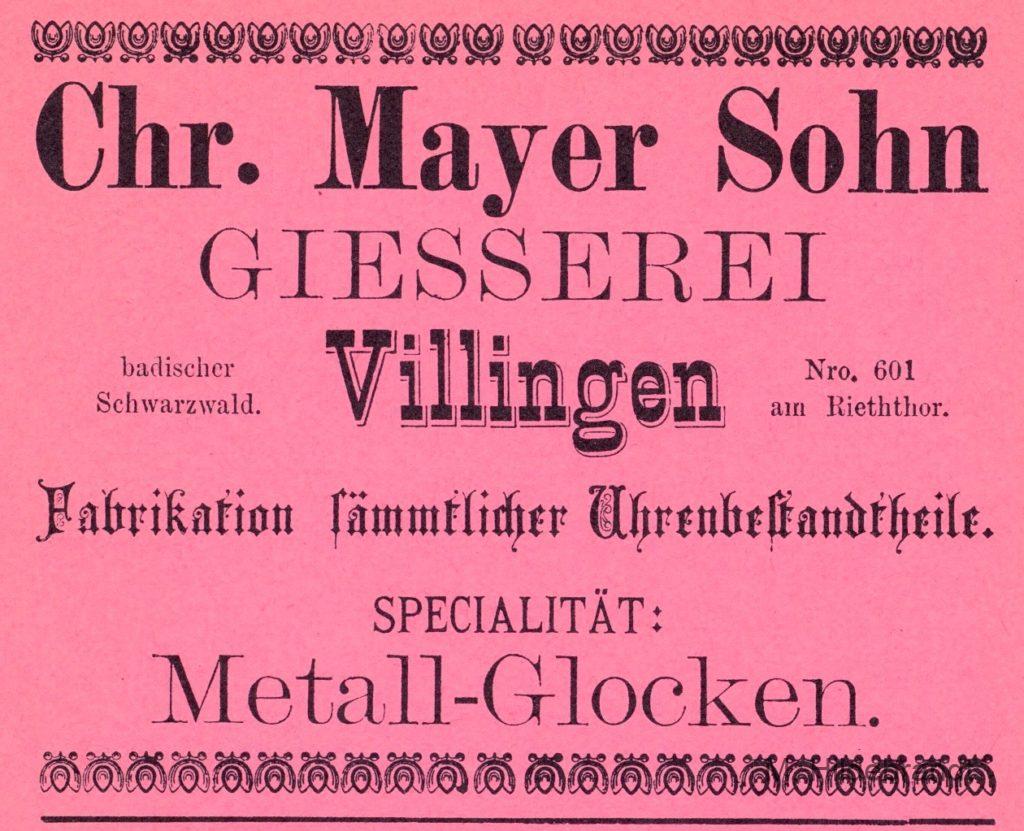 Chr. Mayer Sohn
GIESSEREI
badischer
Schwarzwald.
Villingen
Nro. 601
am Rieththor.
Fabrikation sämmtlicher Uhrenbestandtheile.
SPECIALITÄT:
Metall-Glocken.